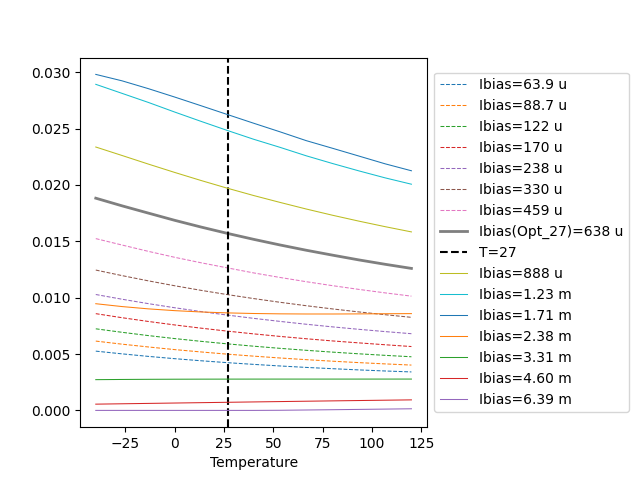 0.030
0.025
0.020
0.015
0.010
0.005
0.000
−25
0
25
50
75
100
125
Temperature
Ibias=63.9 u
Ibias=88.7 u
Ibias=122 u
Ibias=170 u
Ibias=238 u
Ibias=330 u
Ibias=459 u
Ibias(Opt_27)=638 u
T=27
Ibias=888 u
Ibias=1.23 m
Ibias=1.71 m
Ibias=2.38 m
Ibias=3.31 m
Ibias=4.60 m
Ibias=6.39 m